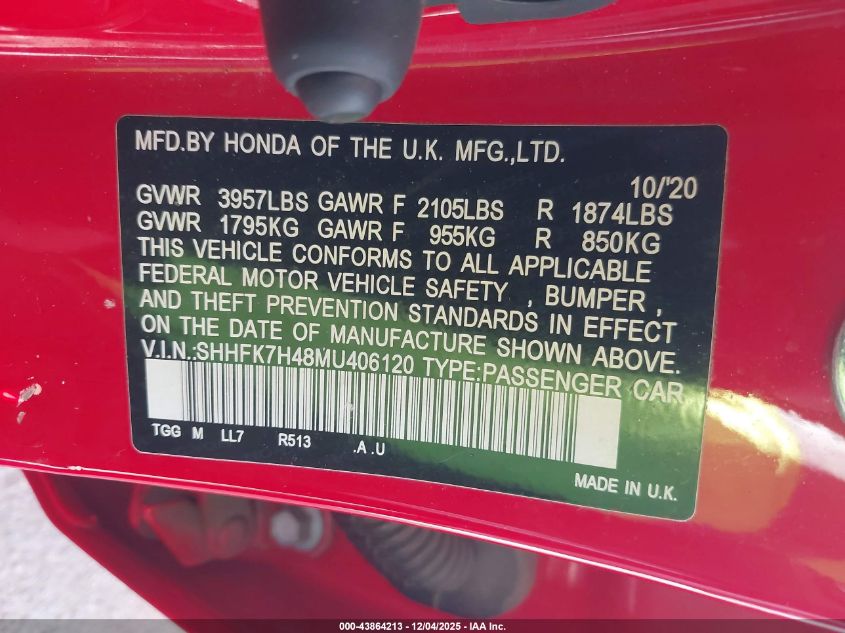 MFD.BY HONDA OF THE U.K. MFG.,LTD.
10/'20
GVWR 3957LBS GAWR F 2105LBS R 1874LBS
GVWR 1795KG GAWR F 955KG R 850KG
THIS VEHICLE CONFORMS TO ALL APPLICABLE
FEDERAL MOTOR VEHICLE SAFETY , BUMPER ,
AND THEFT PREVENTION STANDARDS IN EFFECT
ON THE DATE OF MANUFACTURE SHOWN ABOVE.
V.I.N.:SHHFK7H48MU406120 TYPE:PASSENGER CAR
TGG M LL7 R513 .A .U
MADE IN U.K.
000-43864213 - 12/04/2025 - IAA Inc.